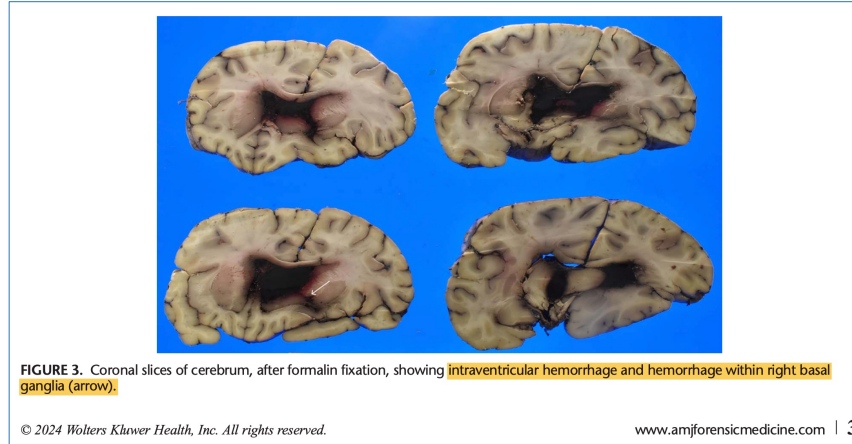 FIGURE 3. Coronal slices of cerebrum, after formalin fixation, showing intraventricular hemorrhage and hemorrhage within right basal
ganglia (arrow).
© 2024 Wolters Kluwer Health, Inc. All rights reserved.
www.amjforensicmedicine.com | 3